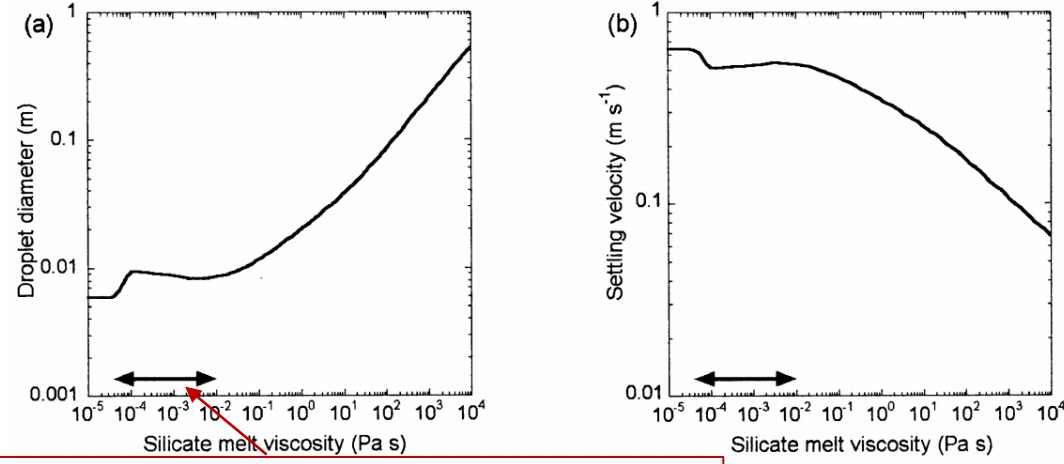 (a)
1
0.1
0.01
0.001
Droplet diameter (m)
10⁻⁵ 10⁻⁴ 10⁻³ 10⁻² 10⁻¹ 10⁰ 10¹ 10² 10³ 10⁴
Silicate melt viscosity (Pa s)
(b)
1
0.1
0.01
Settling velocity (m s⁻¹)
10⁻⁵ 10⁻⁴ 10⁻³ 10⁻² 10⁻¹ 10⁰ 10¹ 10² 10³ 10⁴
Silicate melt viscosity (Pa s)